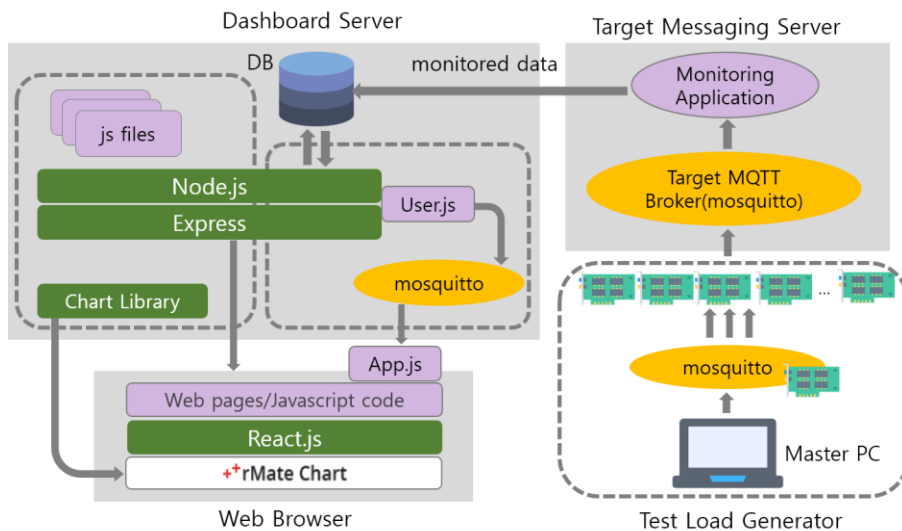 Dashboard Server
Target Messaging Server
DB
monitored data
Monitoring
Application
js files
Node.js
Express
User.js
Target MQTT
Broker(mosquitto)
mosquitto
Chart Library
...
App.js
mosquitto
Web pages/Javascript code
React.js
rMate Chart
Master PC
Web Browser
Test Load Generator